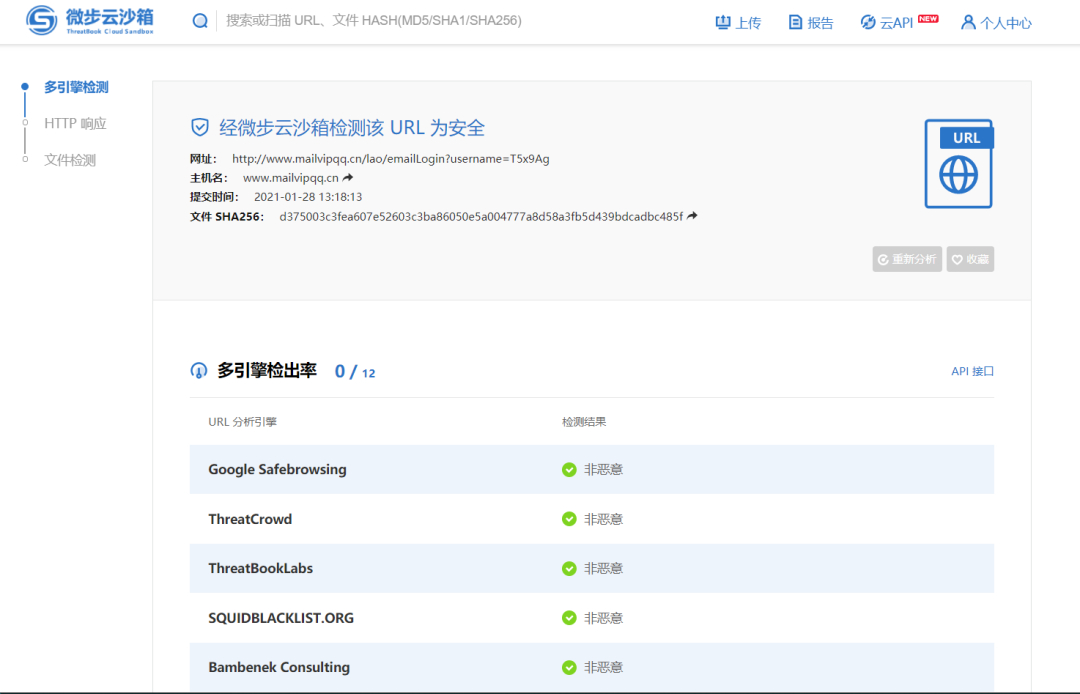 微步云沙箱
ThreatBook Cloud Sandbox
搜索或扫描 URL、文件 HASH(MD5/SHA1/SHA256)
上传
报告
云API NEW
个人中心
多引擎检测
HTTP 响应
文件检测
经微步云沙箱检测该 URL 为安全
网址： http://www.mailvipqq.cn/lao/emailLogin?username=T5x9Ag
主机名： www.mailvipqq.cn
提交时间： 2021-01-28 13:18:13
文件 SHA256： d375003c3fea607e52603c3ba86050e5a004777a8d58a3fb5d439bdcadbc485f
URL
重新分析
收藏
多引擎检出率 0 / 12
API 接口
URL 分析引擎 检测结果
Google Safebrowsing 非恶意
ThreatCrowd 非恶意
ThreatBookLabs 非恶意
SQUIDBLACKLIST.ORG 非恶意
Bambenek Consulting 非恶意